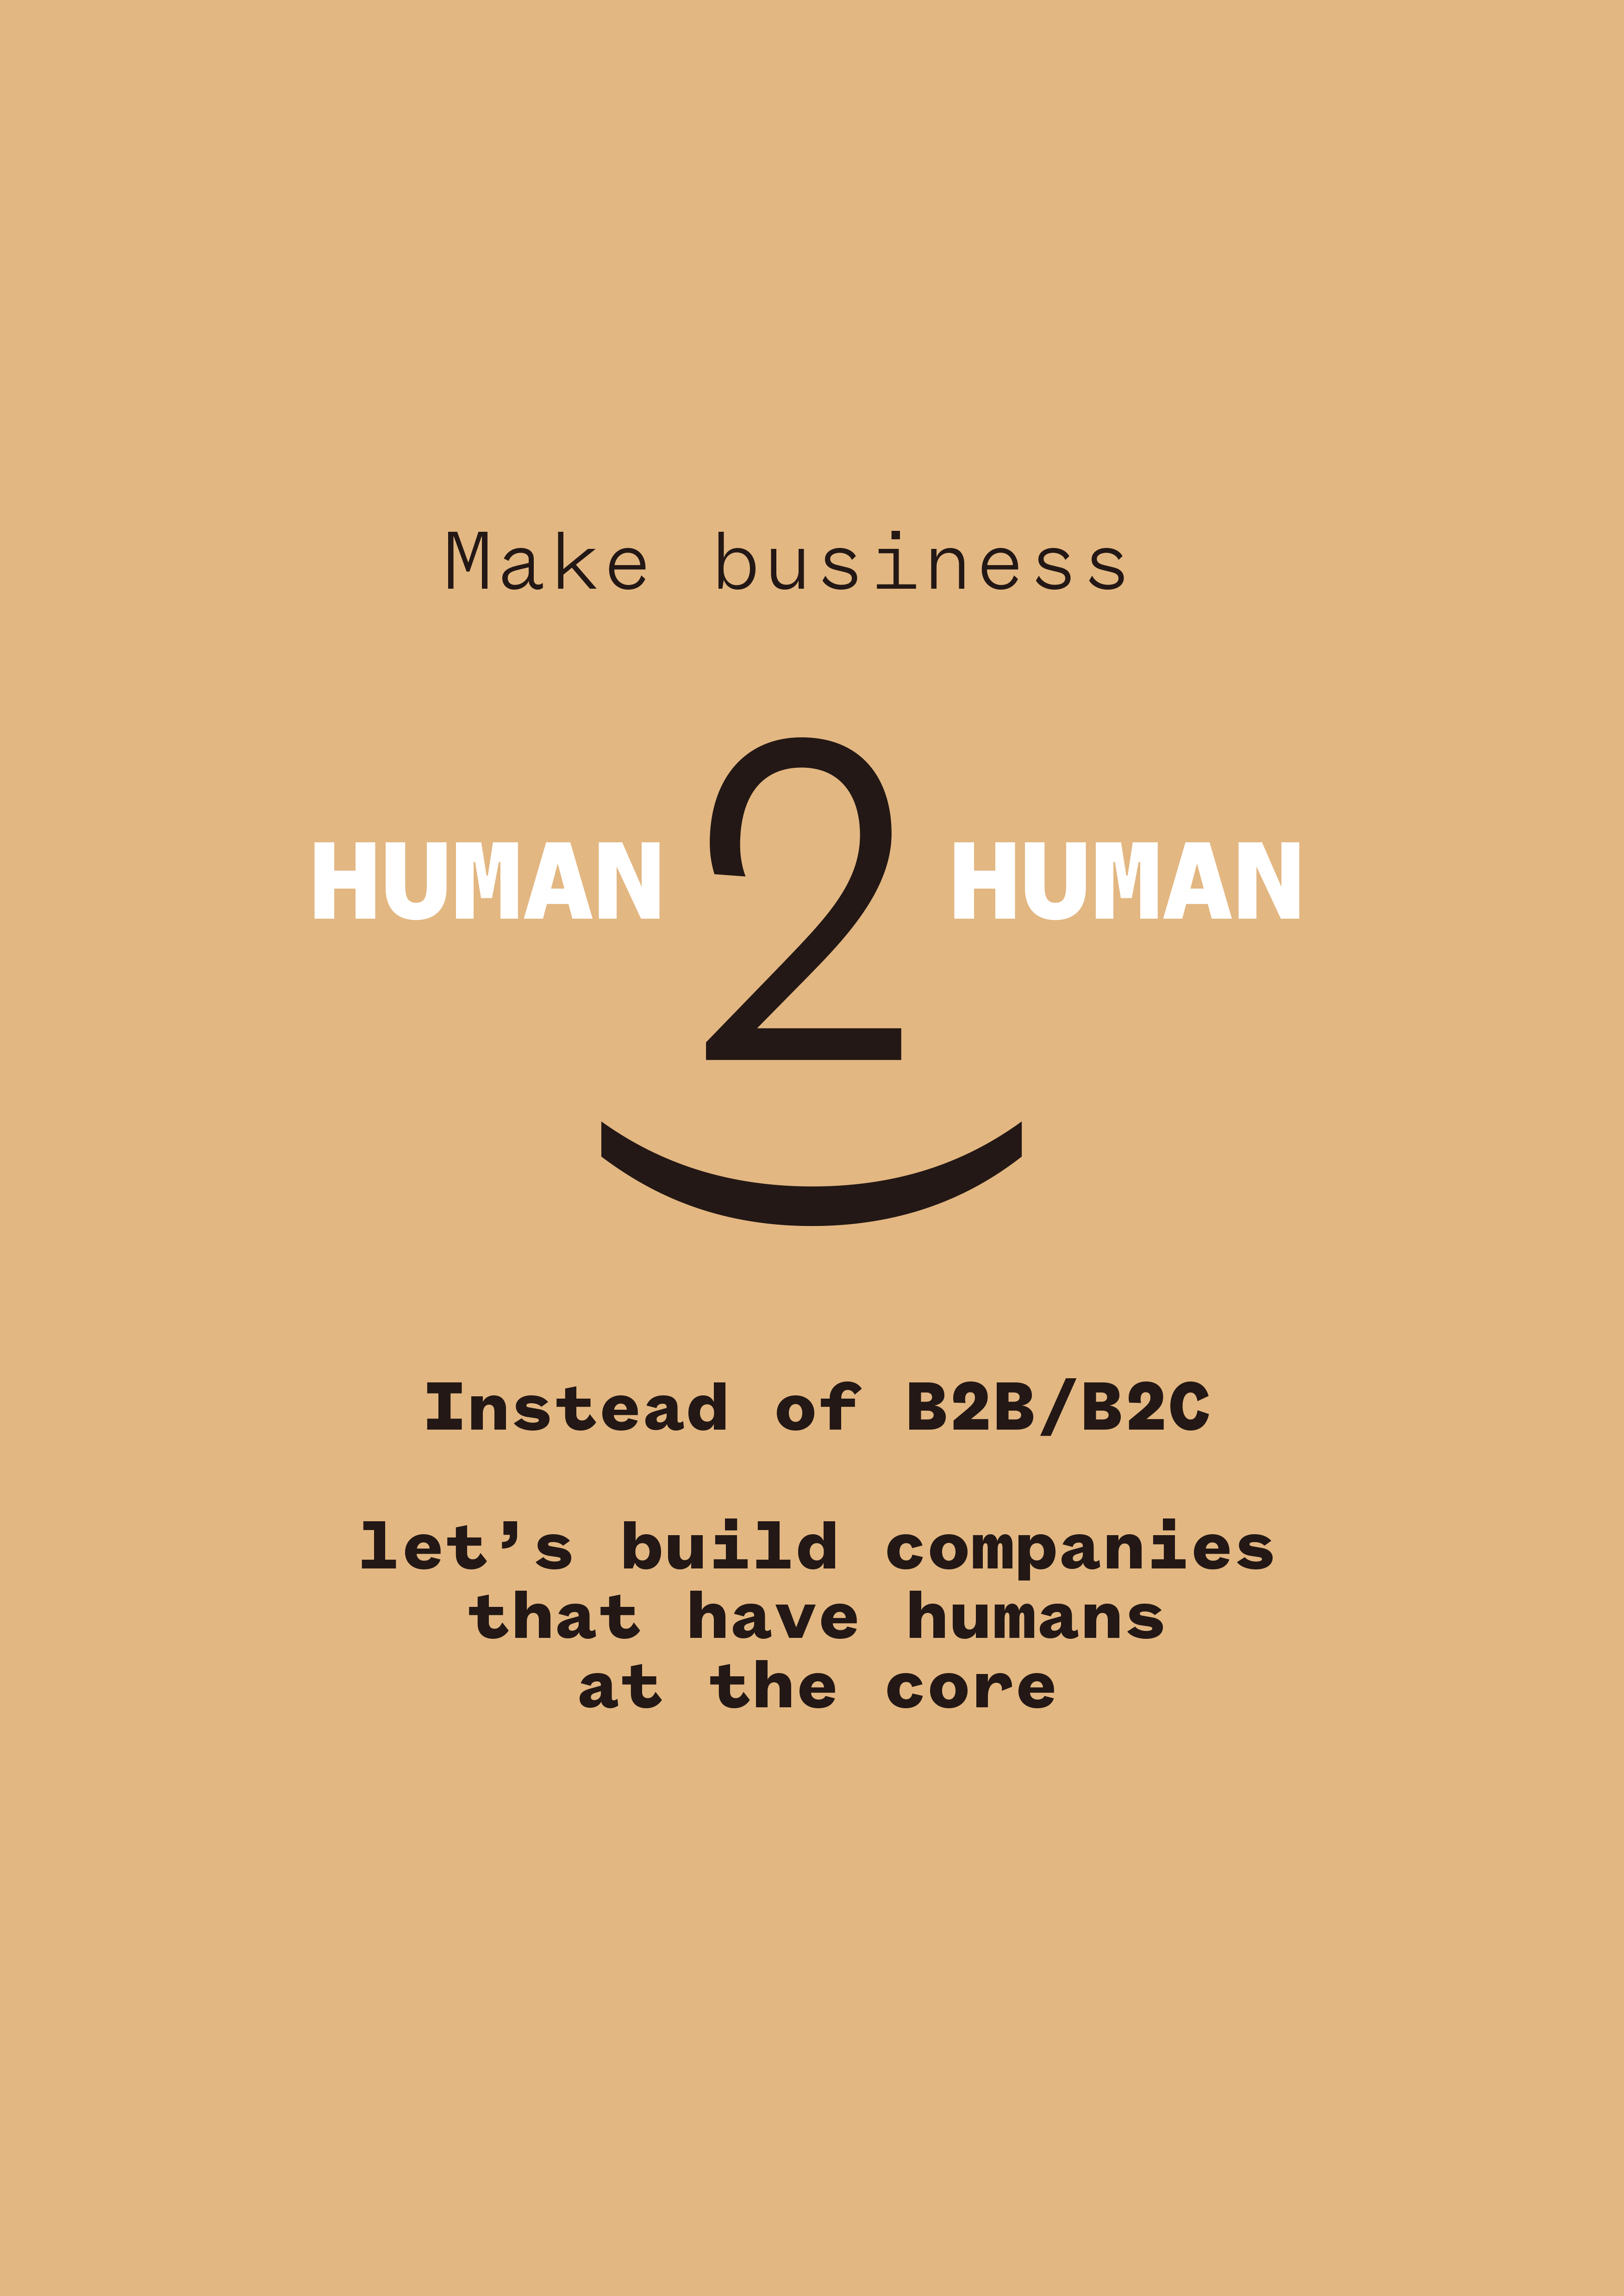 Make business
HUMAN 2 HUMAN
Instead of B2B/B2C
let’s build companies
that have humans
at the core